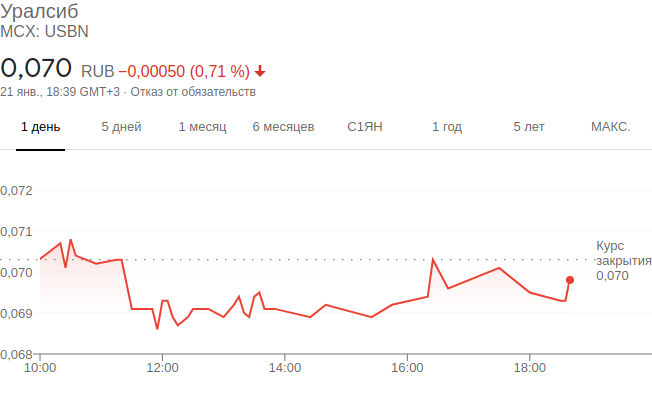 Уралсиб
MCX: USBN
0,070 RUB −0,00050 (0,71 %)
21 янв., 18:39 GMT+3 · Отказ от обязательств
1 день 5 дней 1 месяц 6 месяцев С1ЯН 1 год 5 лет МАКС.
0,072
0,071
Курс
закрытия
0,070
0,070
0,069
0,068
10:00 12:00 14:00 16:00 18:00